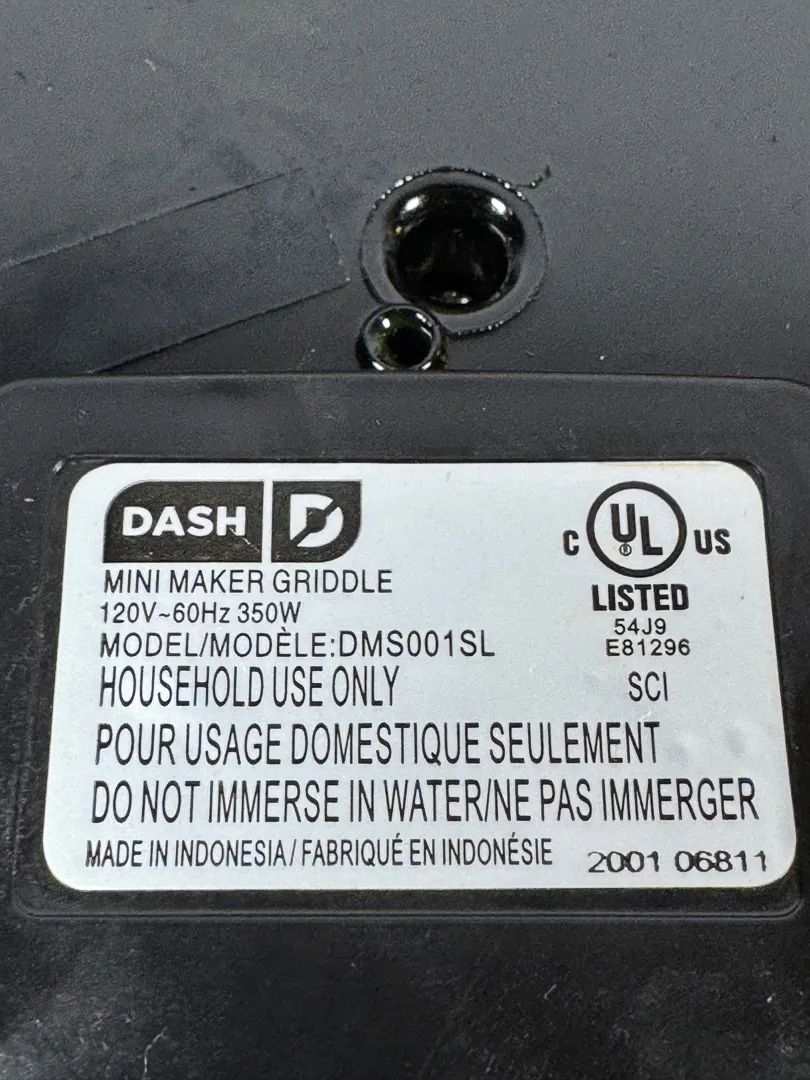 DASH D
C UL US
®
LISTED
54J9
E81296
SCI
MINI MAKER GRIDDLE
120V~60Hz 350W
MODEL/MODÈLE:DMS001SL
HOUSEHOLD USE ONLY
POUR USAGE DOMESTIQUE SEULEMENT
DO NOT IMMERSE IN WATER/NE PAS IMMERGER
MADE IN INDONESIA / FABRIQUÉ EN INDONÉSIE
2001 06811